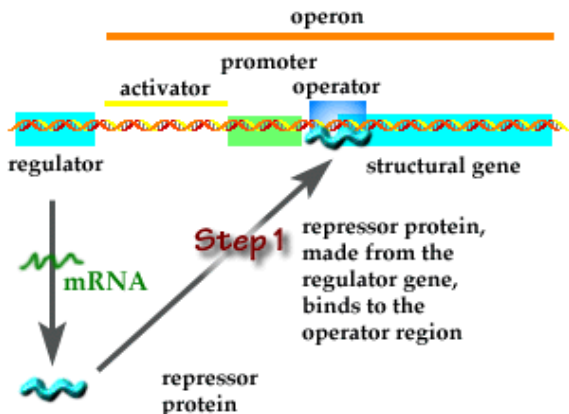 operon
promoter
activator
operator
regulator
structural gene
Step 1
repressor protein,
made from the
regulator gene,
binds to the
operator region
mRNA
repressor
protein